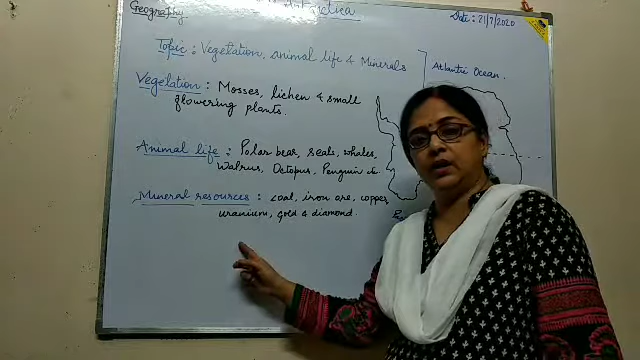 Geography
Date: 21/7/2020
Topic: Vegetation, animal life & Minerals
Atlantic Ocean.
Vegetation: Mosses, lichen & small
flowering plants.
Animal life: Polar bear, seals, whales,
Walrus, Octopus, Penguin etc.
Mineral resources: coal, iron ore, copper,
uranium, gold & diamond.